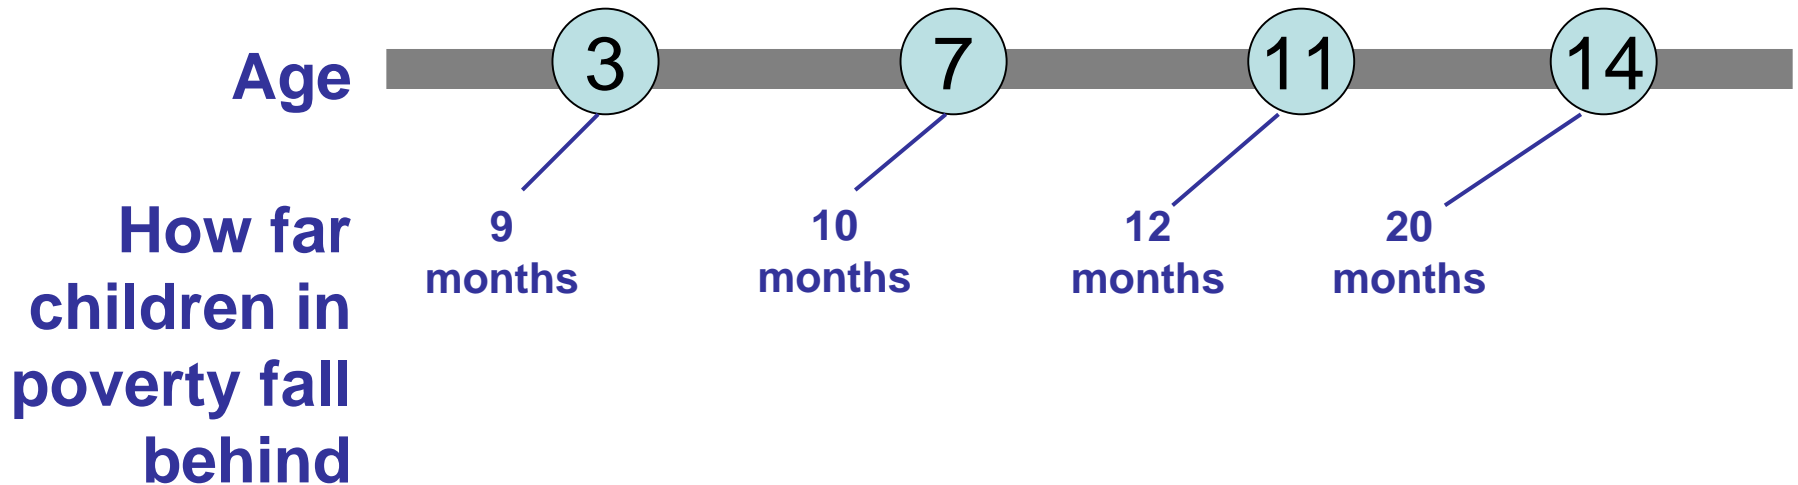 Age
3
7
11
14
How far
children in
poverty fall
behind
9
months
10
months
12
months
20
months